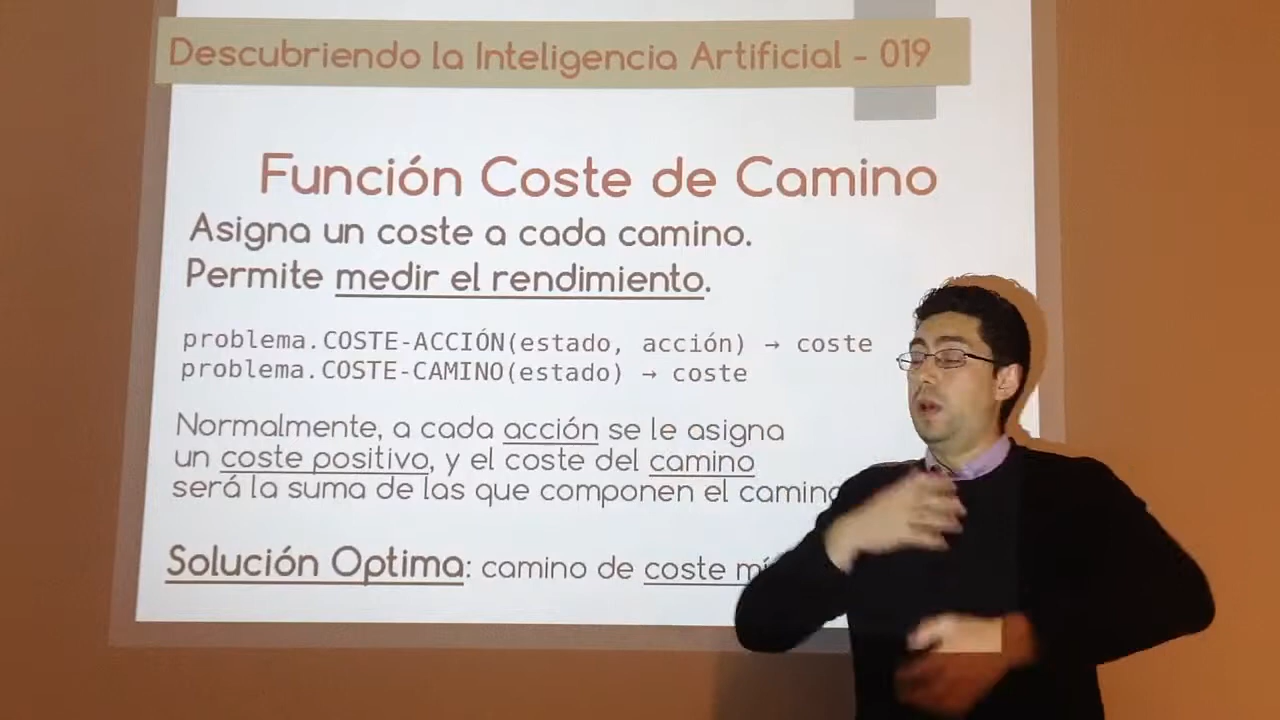 Descubriendo la Inteligencia Artificial - 019
Función Coste de Camino
Asigna un coste a cada camino.
Permite medir el rendimiento.
problema.COSTE-ACCIÓN(estado, acción) → coste
problema.COSTE-CAMINO(estado) → coste
Normalmente, a cada acción se le asigna
un coste positivo, y el coste del camino
será la suma de las que componen el camino
Solución Optima: camino de coste